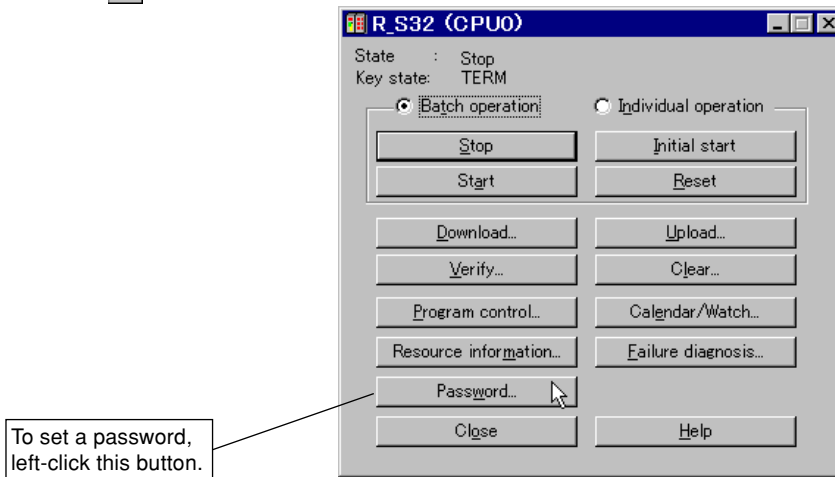 R_S32 (CPU0)
State : Stop
Key state: TERM
Batch operation Individual operation
Stop Initial start
Start Reset
Download... Upload...
Verify... Clear...
Program control... Calendar/Watch...
Resource information... Failure diagnosis...
Password...
Close Help
To set a password,
left-click this button.